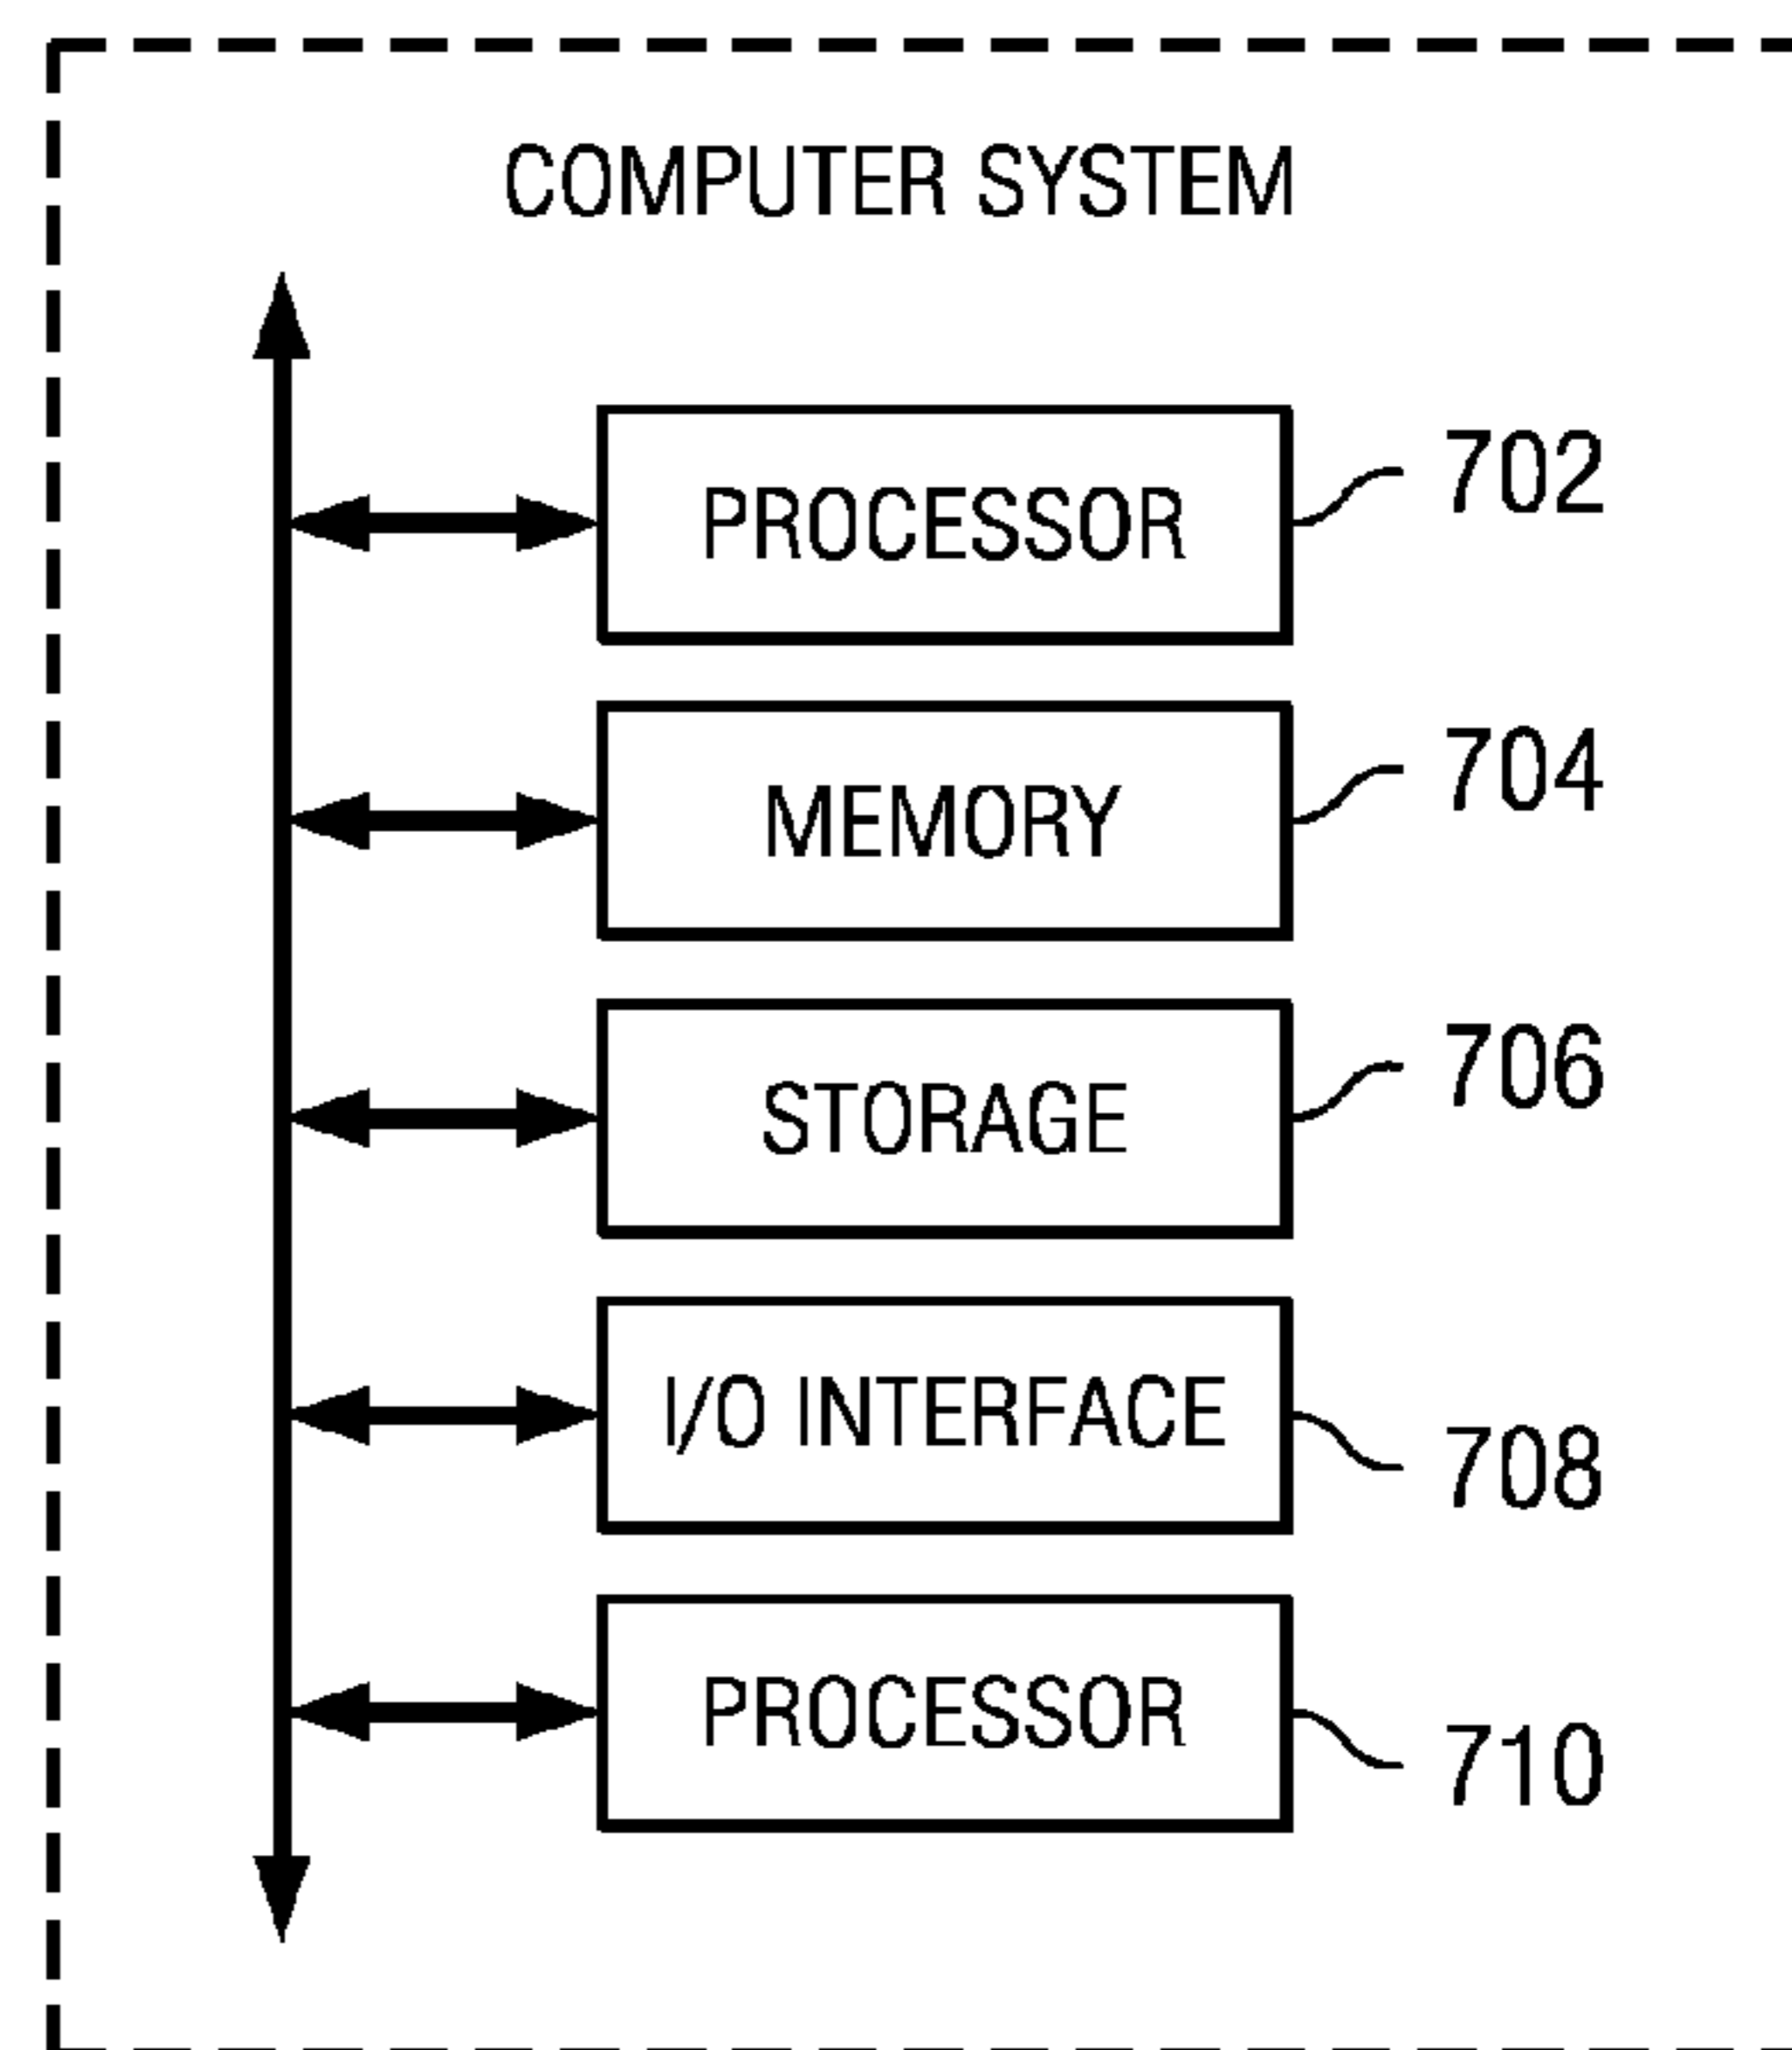 COMPUTER SYSTEM
PROCESSOR 702
MEMORY 704
STORAGE 706
I/O INTERFACE 708
PROCESSOR 710